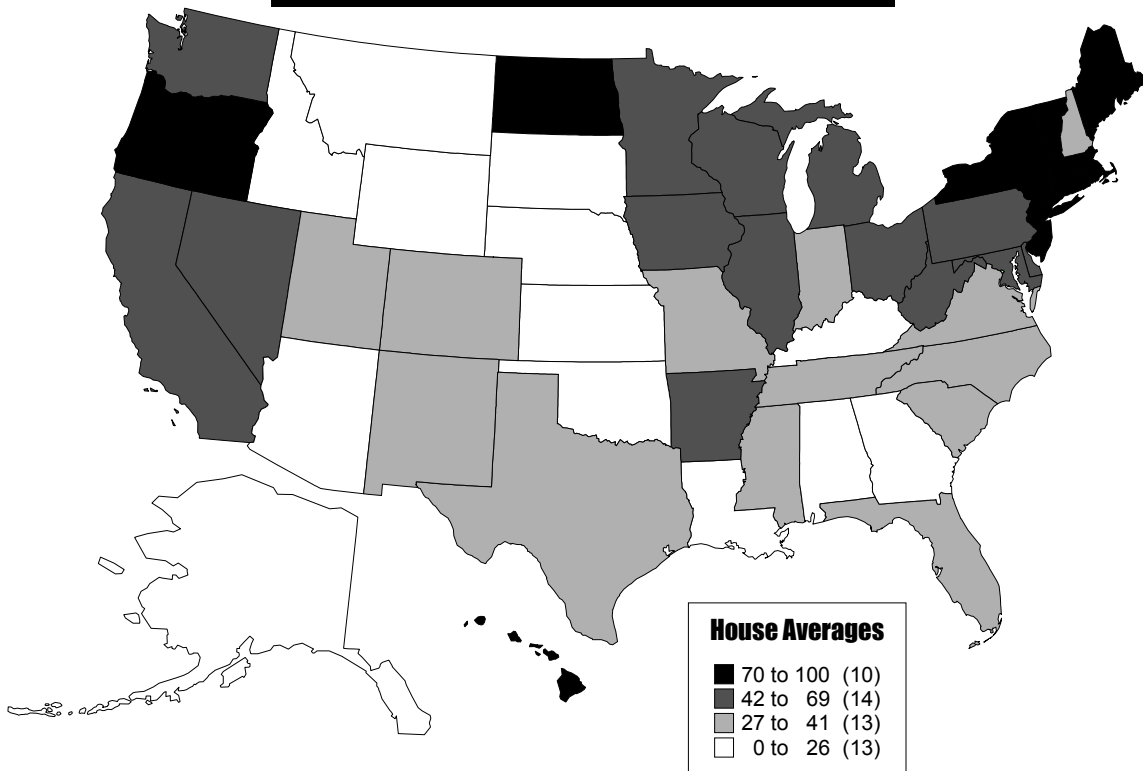 House Averages
70 to 100 (10)
42 to 69 (14)
27 to 41 (13)
0 to 26 (13)